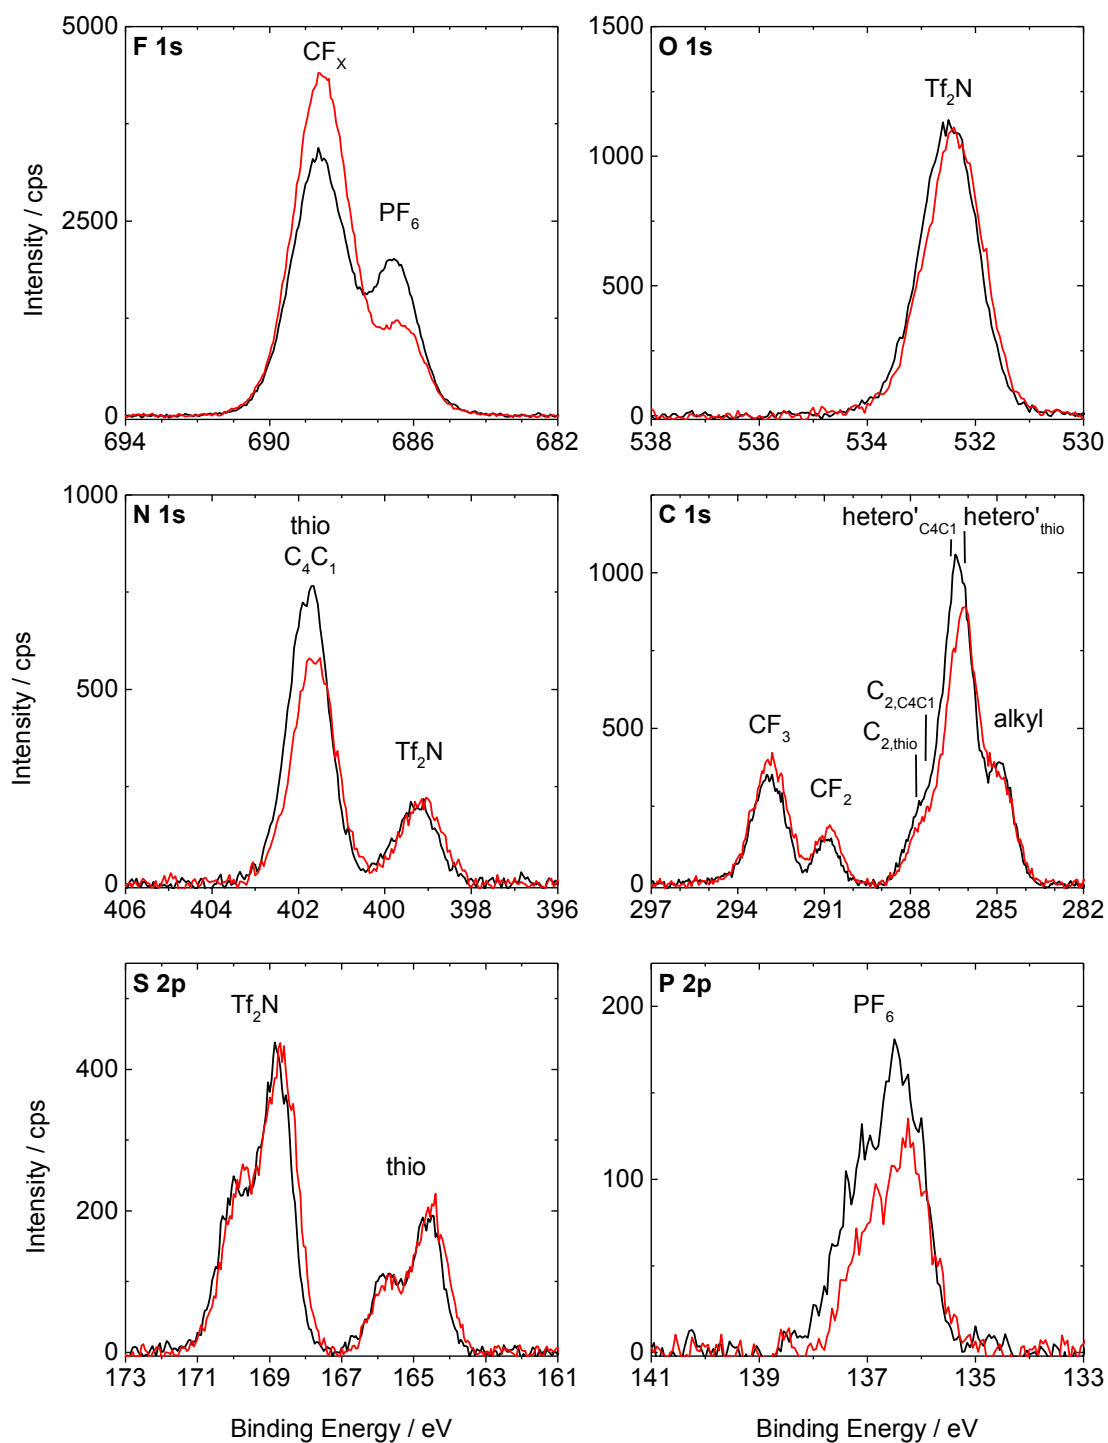 F 1s
CFₓ
PF₆
5000
2500
0
694 690 686 682
Intensity / cps
O 1s
Tf₂N
1500
1000
500
0
538 536 534 532 530
N 1s
thio
C₄C₁
Tf₂N
1000
500
0
406 404 402 400 398 396
Intensity / cps
C 1s
hetero'C4C1 hetero'thio
C2,C4C1
C2,thio
CF₃
CF₂
alkyl
1000
500
0
297 294 291 288 285 282
S 2p
Tf₂N
thio
400
200
0
173 171 169 167 165 163 161
Intensity / cps
Binding Energy / eV
P 2p
PF₆
200
100
0
141 139 137 135 133
Binding Energy / eV